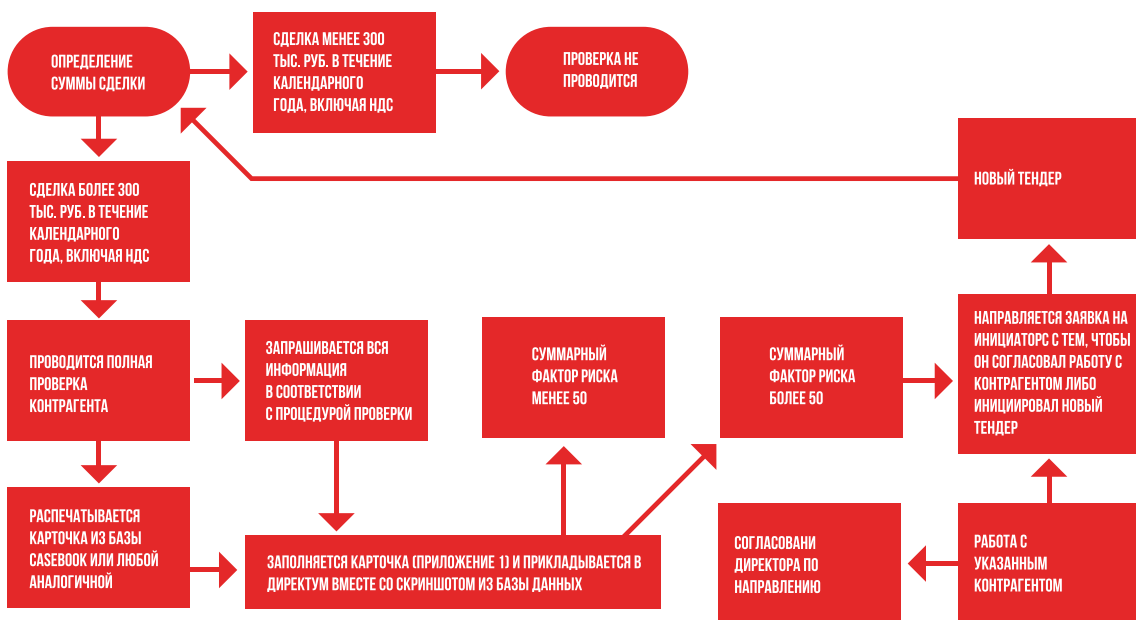 ОПРЕДЕЛЕНИЕ
СУММЫ СДЕЛКИ
СДЕЛКА МЕНЕЕ 300
ТЫС. РУБ. В ТЕЧЕНИЕ
КАЛЕНДАРНОГО
ГОДА, ВКЛЮЧАЯ НДС
ПРОВЕРКА НЕ
ПРОВОДИТСЯ
СДЕЛКА БОЛЕЕ 300
ТЫС. РУБ. В ТЕЧЕНИЕ
КАЛЕНДАРНОГО
ГОДА, ВКЛЮЧАЯ НДС
НОВЫЙ ТЕНДЕР
ПРОВОДИТСЯ ПОЛНАЯ
ПРОВЕРКА
КОНТРАГЕНТА
ЗАПРАШИВАЕТСЯ ВСЯ
ИНФОРМАЦИЯ
В СООТВЕТСТВИИ
С ПРОЦЕДУРОЙ ПРОВЕРКИ
СУММАРНЫЙ
ФАКТОР РИСКА
МЕНЕЕ 50
СУММАРНЫЙ
ФАКТОР РИСКА
БОЛЕЕ 50
НАПРАВЛЯЕТСЯ ЗАЯВКА НА
ИНИЦИАТОРС С ТЕМ, ЧТОБЫ
ОН СОГЛАСОВАЛ РАБОТУ С
КОНТРАГЕНТОМ ЛИБО
ИНИЦИИРОВАЛ НОВЫЙ
ТЕНДЕР
РАСПЕЧАТЫВАЕТСЯ
КАРТОЧКА ИЗ БАЗЫ
CASEBOOK ИЛИ ЛЮБОЙ
АНАЛОГИЧНОЙ
ЗАПОЛНЯЕТСЯ КАРТОЧКА (ПРИЛОЖЕНИЕ 1) И ПРИКЛАДЫВАЕТСЯ В
ДИРЕКТУМ ВМЕСТЕ СО СКРИНШОТОМ ИЗ БАЗЫ ДАННЫХ
СОГЛАСОВАНИ
ДИРЕКТОРА ПО
НАПРАВЛЕНИЮ
РАБОТА С
УКАЗАННЫМ
КОНТРАГЕНТОМ